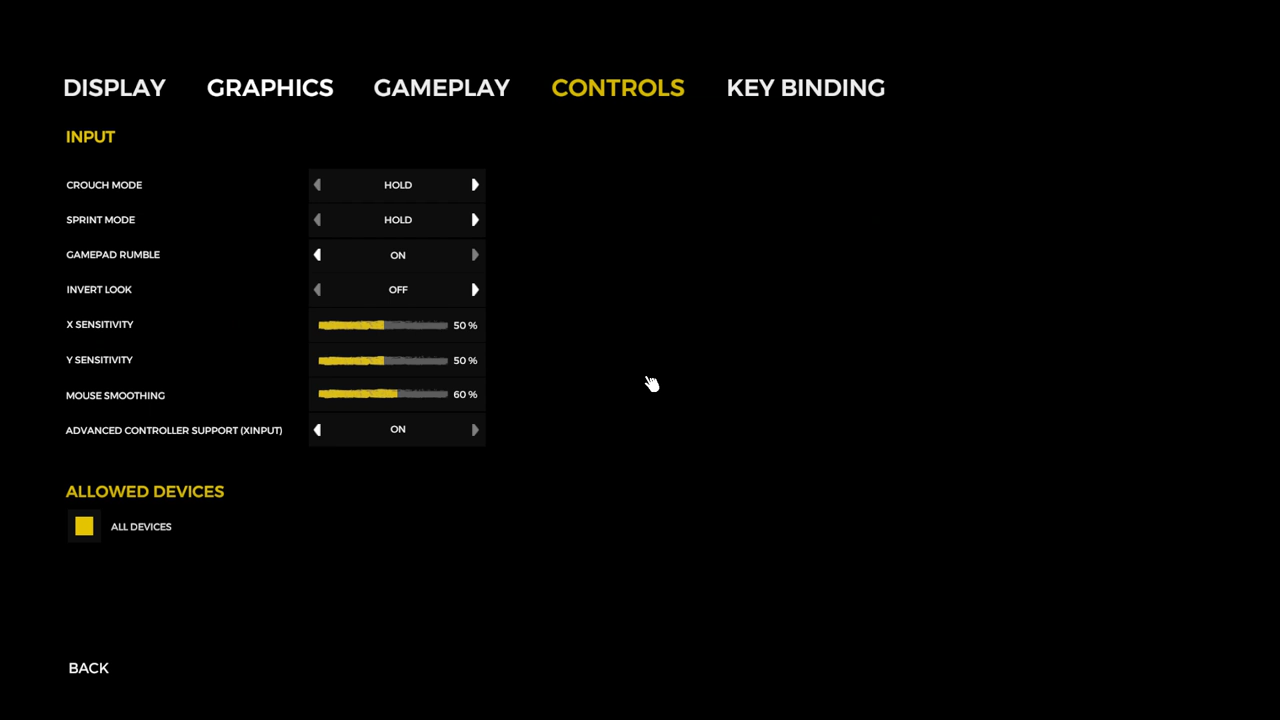 DISPLAY GRAPHICS GAMEPLAY CONTROLS KEY BINDING
INPUT
CROUCH MODE HOLD
SPRINT MODE HOLD
GAMEPAD RUMBLE ON
INVERT LOOK OFF
X SENSITIVITY 50 %
Y SENSITIVITY 50 %
MOUSE SMOOTHING 60 %
ADVANCED CONTROLLER SUPPORT (XINPUT) ON
ALLOWED DEVICES
ALL DEVICES
BACK